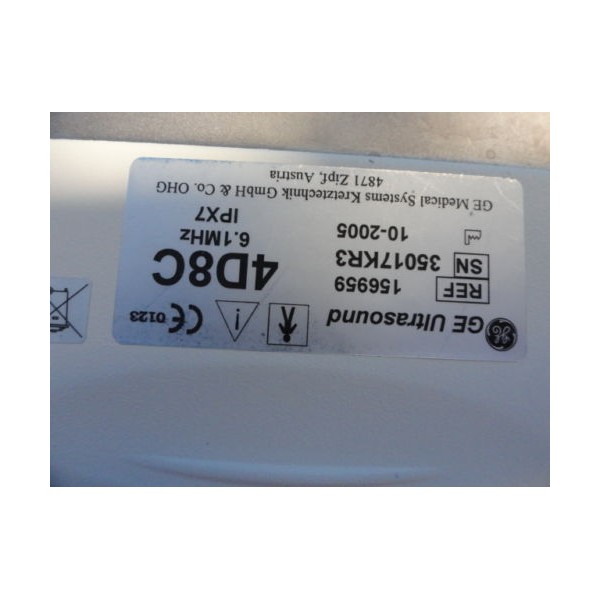 GE Ultrasound
CE 0123
REF 156959
SN 35017KR3
10-2005
4D8C
6.1MHz
IPX7
GE Medical Systems Kretztechnik GmbH & Co. OHG
4871 Zipf, Austria